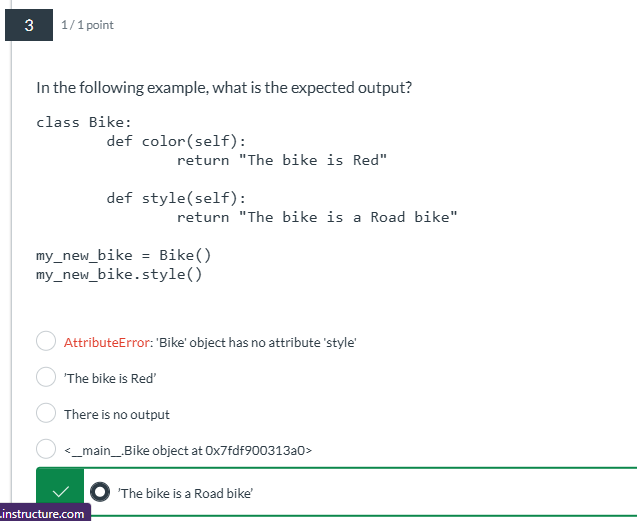 3 1 / 1 point
In the following example, what is the expected output?
class Bike:
        def color(self):
                return "The bike is Red"
        def style(self):
                return "The bike is a Road bike"
my_new_bike = Bike()
my_new_bike.style()
AttributeError: 'Bike' object has no attribute 'style'
'The bike is Red'
There is no output
<__main__.Bike object at 0x7fdf900313a0>
'The bike is a Road bike'
.instructure.com